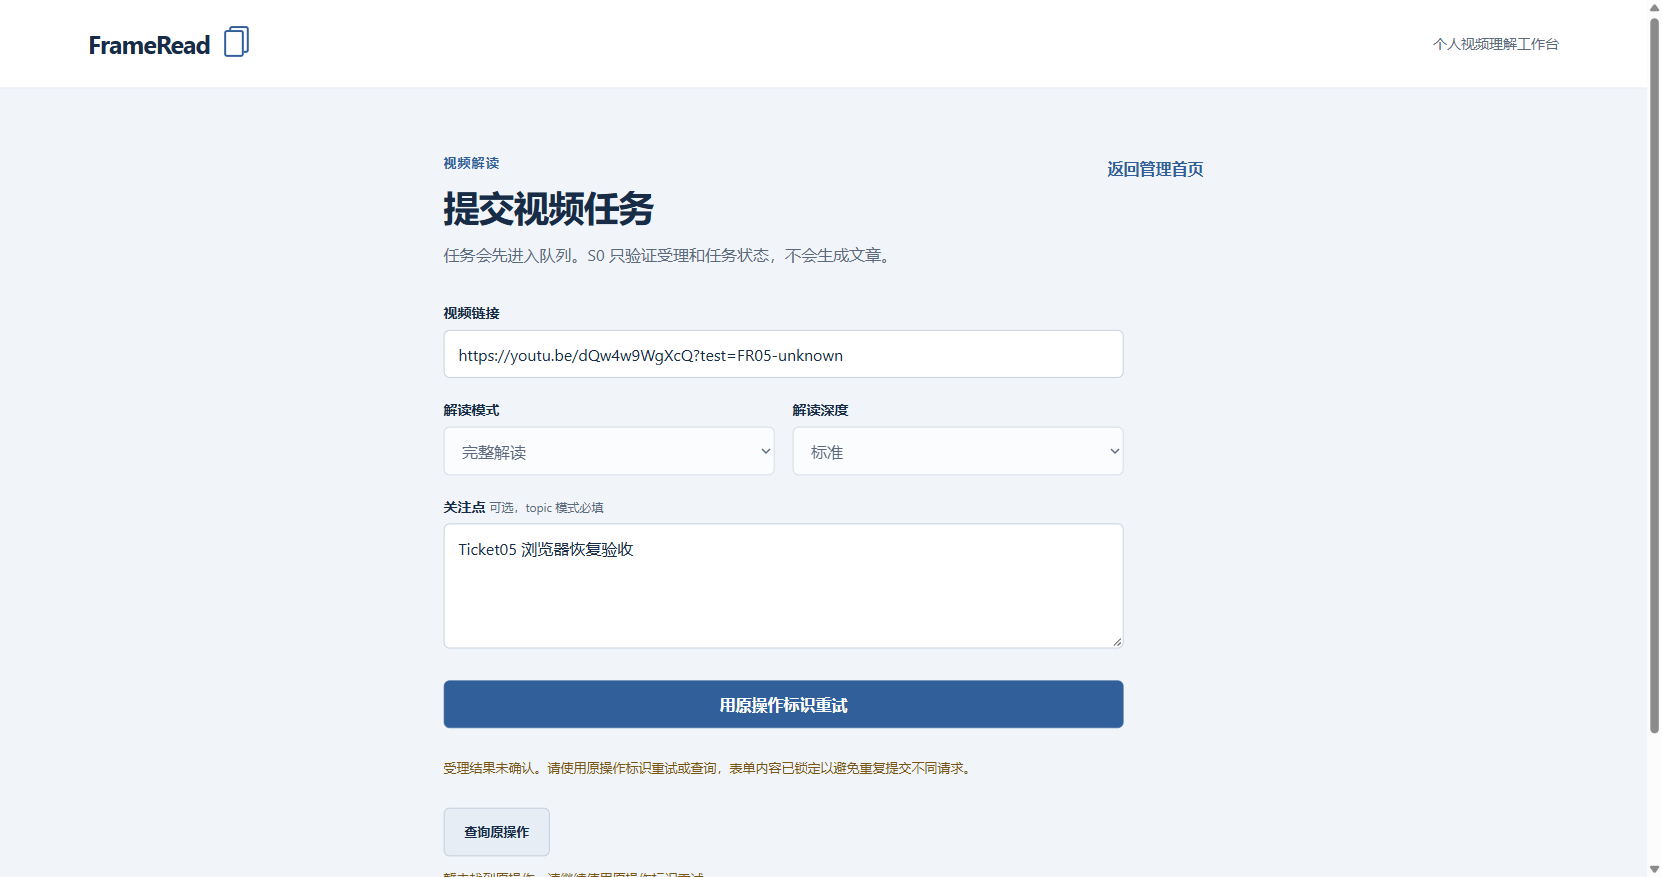 FrameRead
个人视频理解工作台
视频解读
返回管理首页
提交视频任务
任务会先进入队列。S0 只验证受理和任务状态，不会生成文章。
视频链接
https://youtu.be/dQw4w9WgXcQ?test=FR05-unknown
解读模式
解读深度
完整解读
标准
关注点 可选，topic 模式必填
Ticket05 浏览器恢复验收
用原操作标识重试
受理结果未确认。请使用原操作标识重试或查询，表单内容已锁定以避免重复提交不同请求。
查询原操作